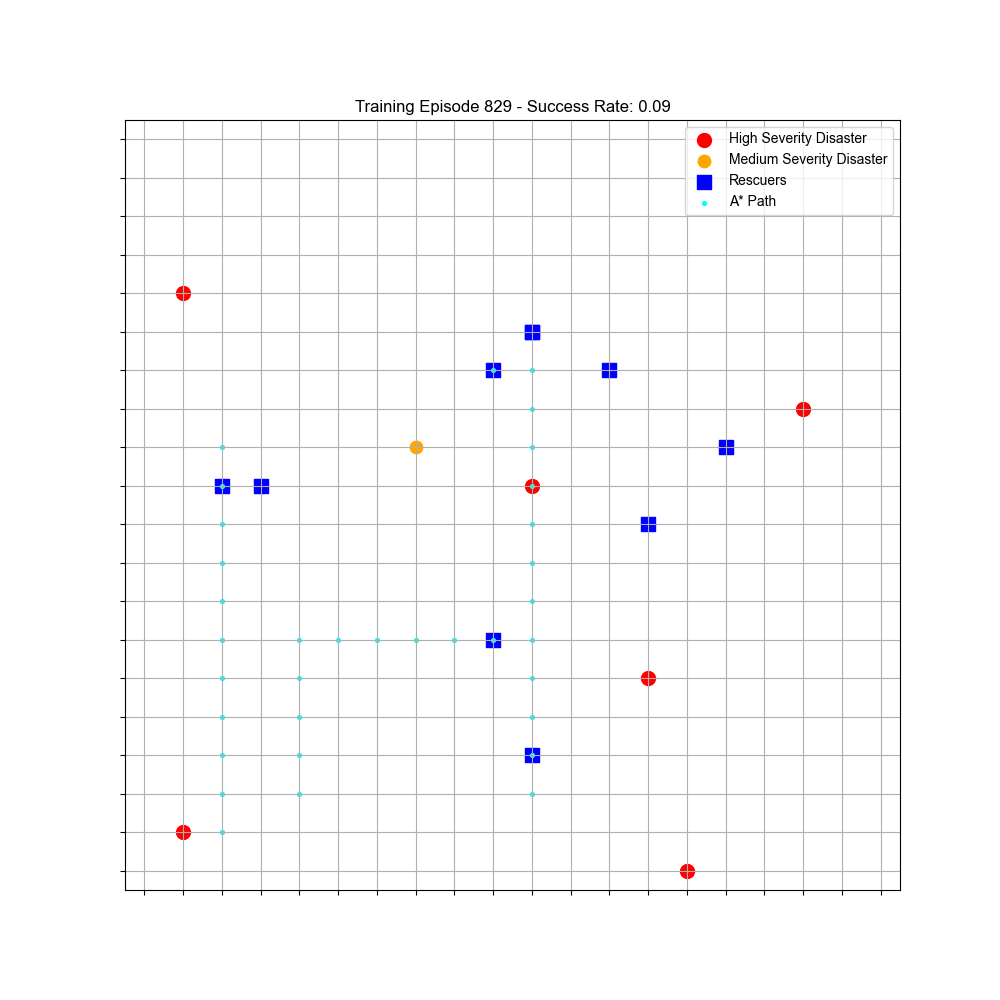 Training Episode 829 - Success Rate: 0.09
High Severity Disaster
Medium Severity Disaster
Rescuers
A* Path